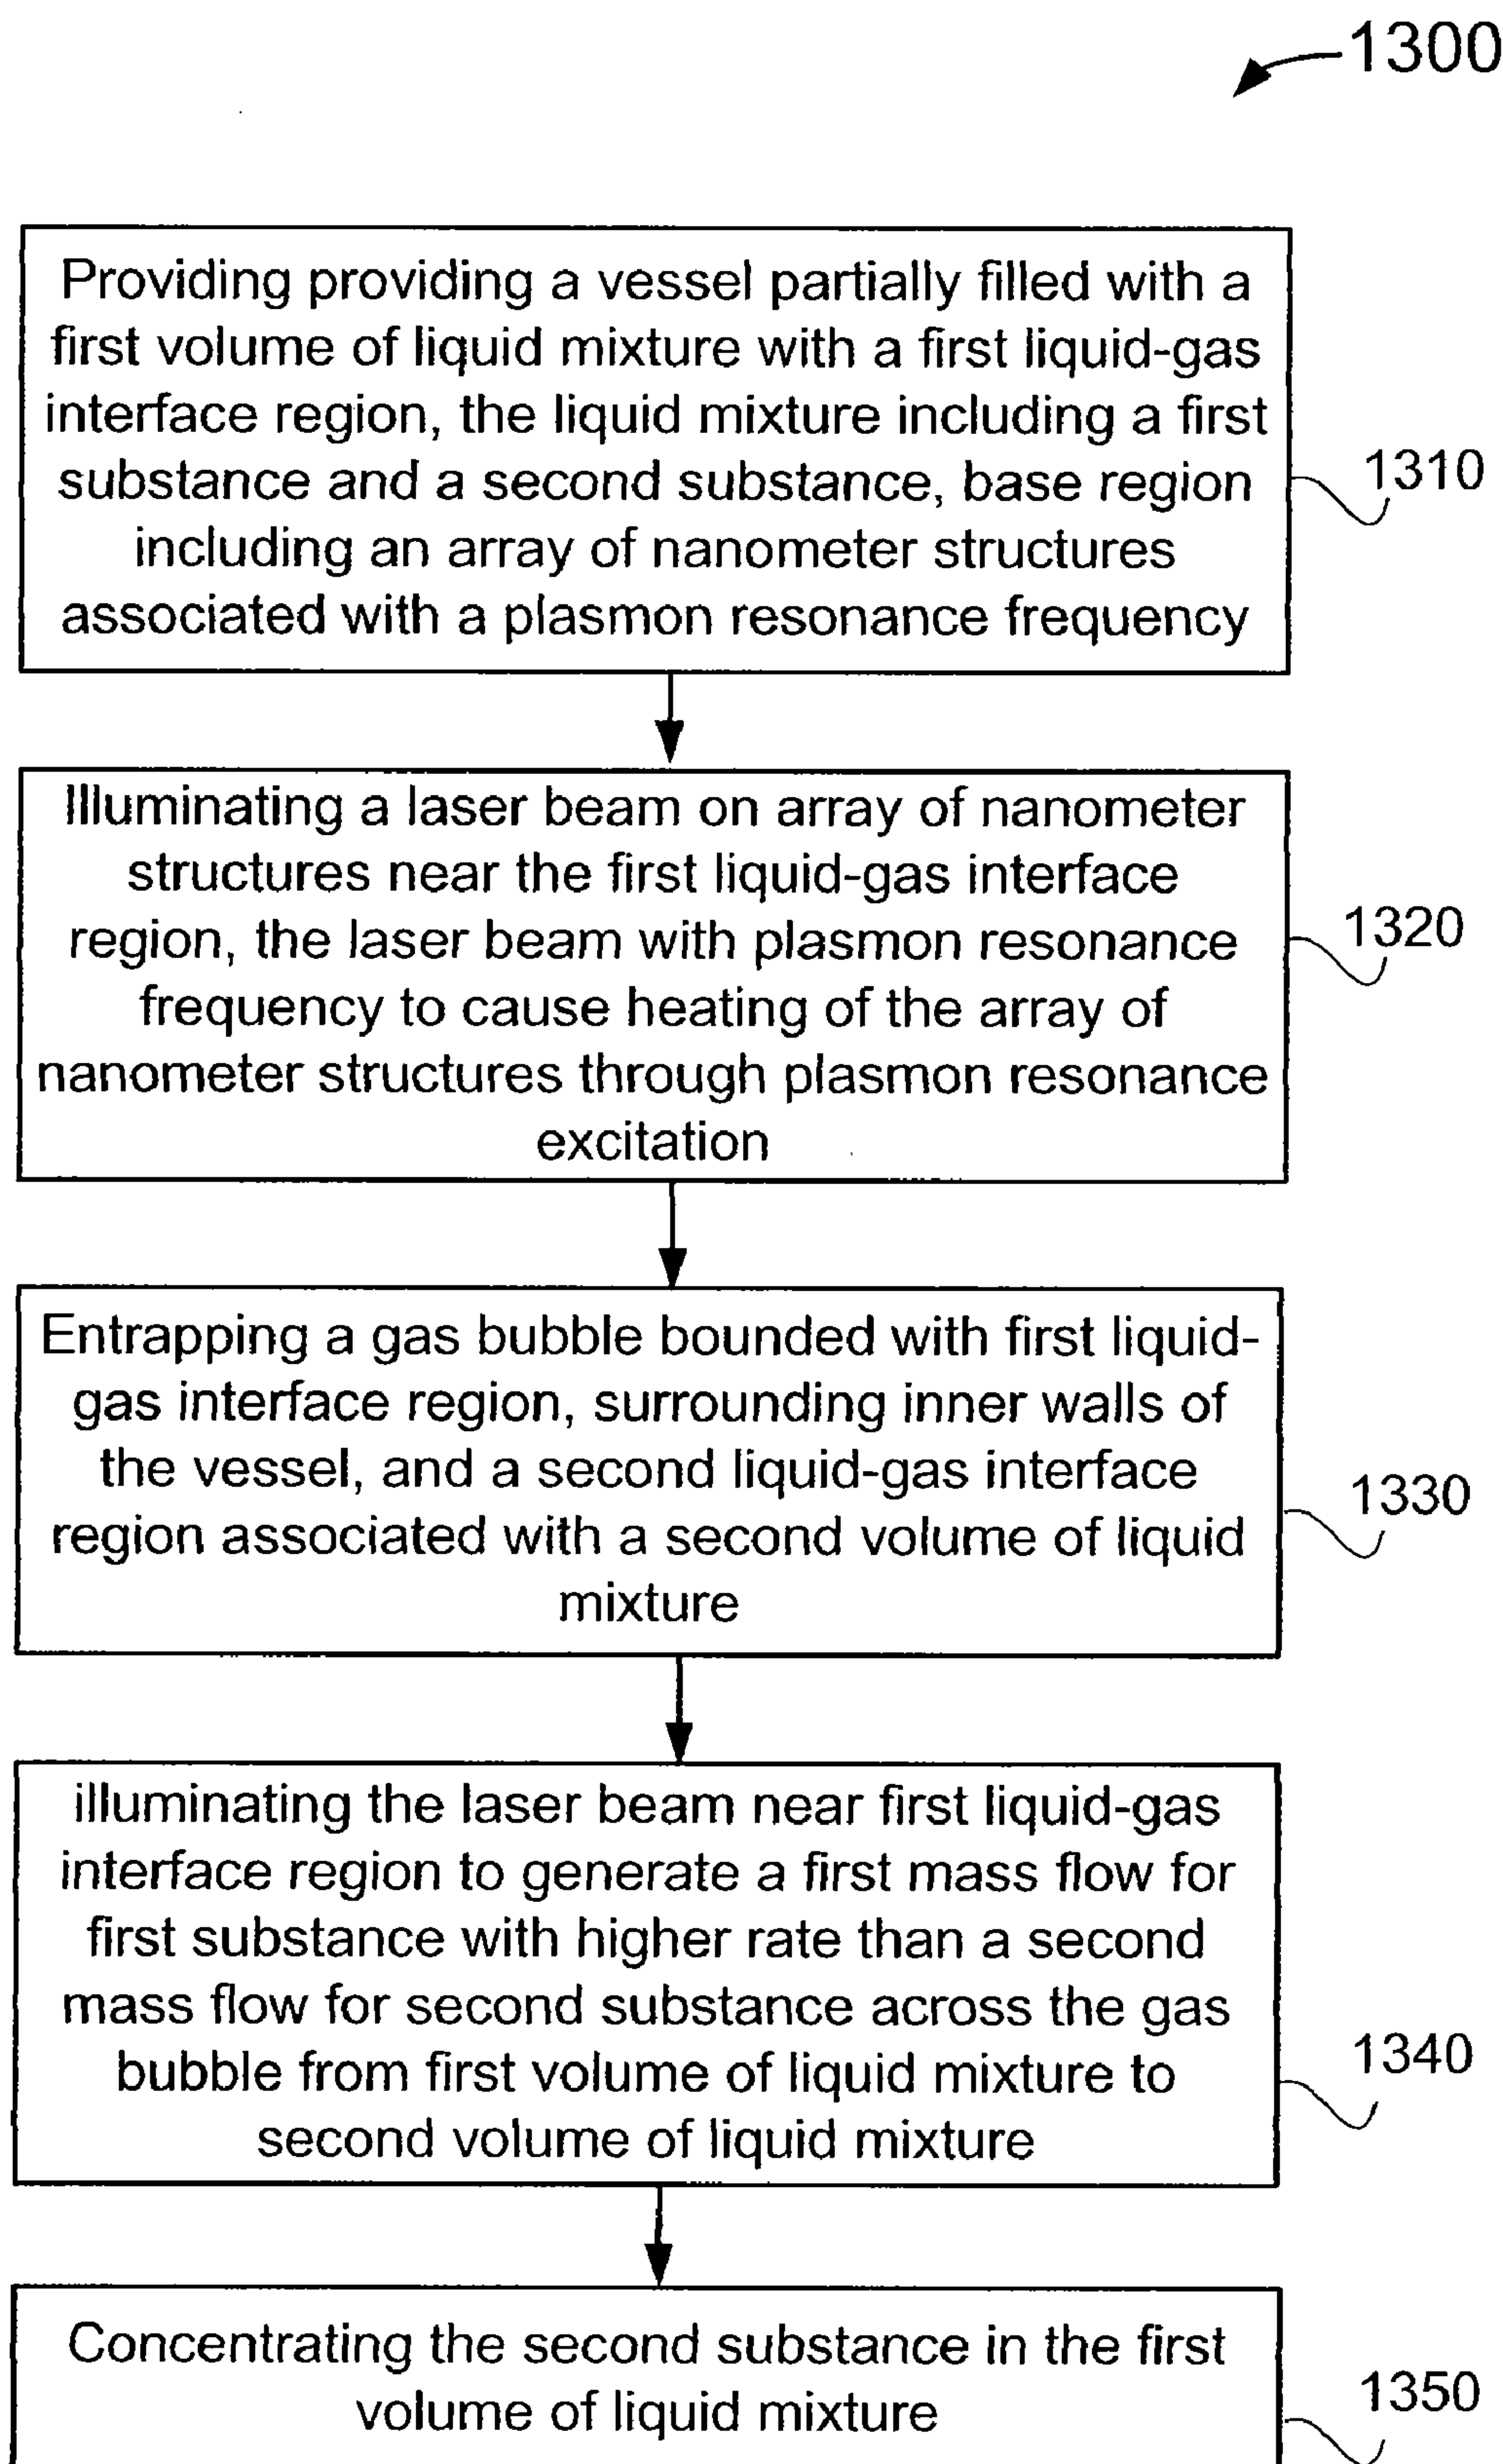 1300
Providing providing a vessel partially filled with a
first volume of liquid mixture with a first liquid-gas
interface region, the liquid mixture including a first
substance and a second substance, base region
including an array of nanometer structures
associated with a plasmon resonance frequency
1310
Illuminating a laser beam on array of nanometer
structures near the first liquid-gas interface
region, the laser beam with plasmon resonance
frequency to cause heating of the array of
nanometer structures through plasmon resonance
excitation
1320
Entrapping a gas bubble bounded with first liquid-
gas interface region, surrounding inner walls of
the vessel, and a second liquid-gas interface
region associated with a second volume of liquid
mixture
1330
illuminating the laser beam near first liquid-gas
interface region to generate a first mass flow for
first substance with higher rate than a second
mass flow for second substance across the gas
bubble from first volume of liquid mixture to
second volume of liquid mixture
1340
Concentrating the second substance in the first
volume of liquid mixture
1350